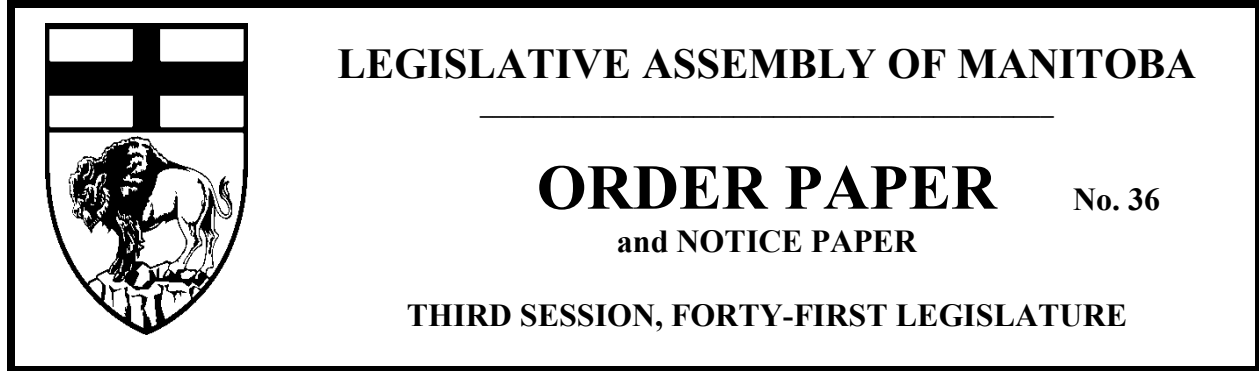 LEGISLATIVE ASSEMBLY OF MANITOBA
ORDER PAPER No. 36
and NOTICE PAPER
THIRD SESSION, FORTY-FIRST LEGISLATURE